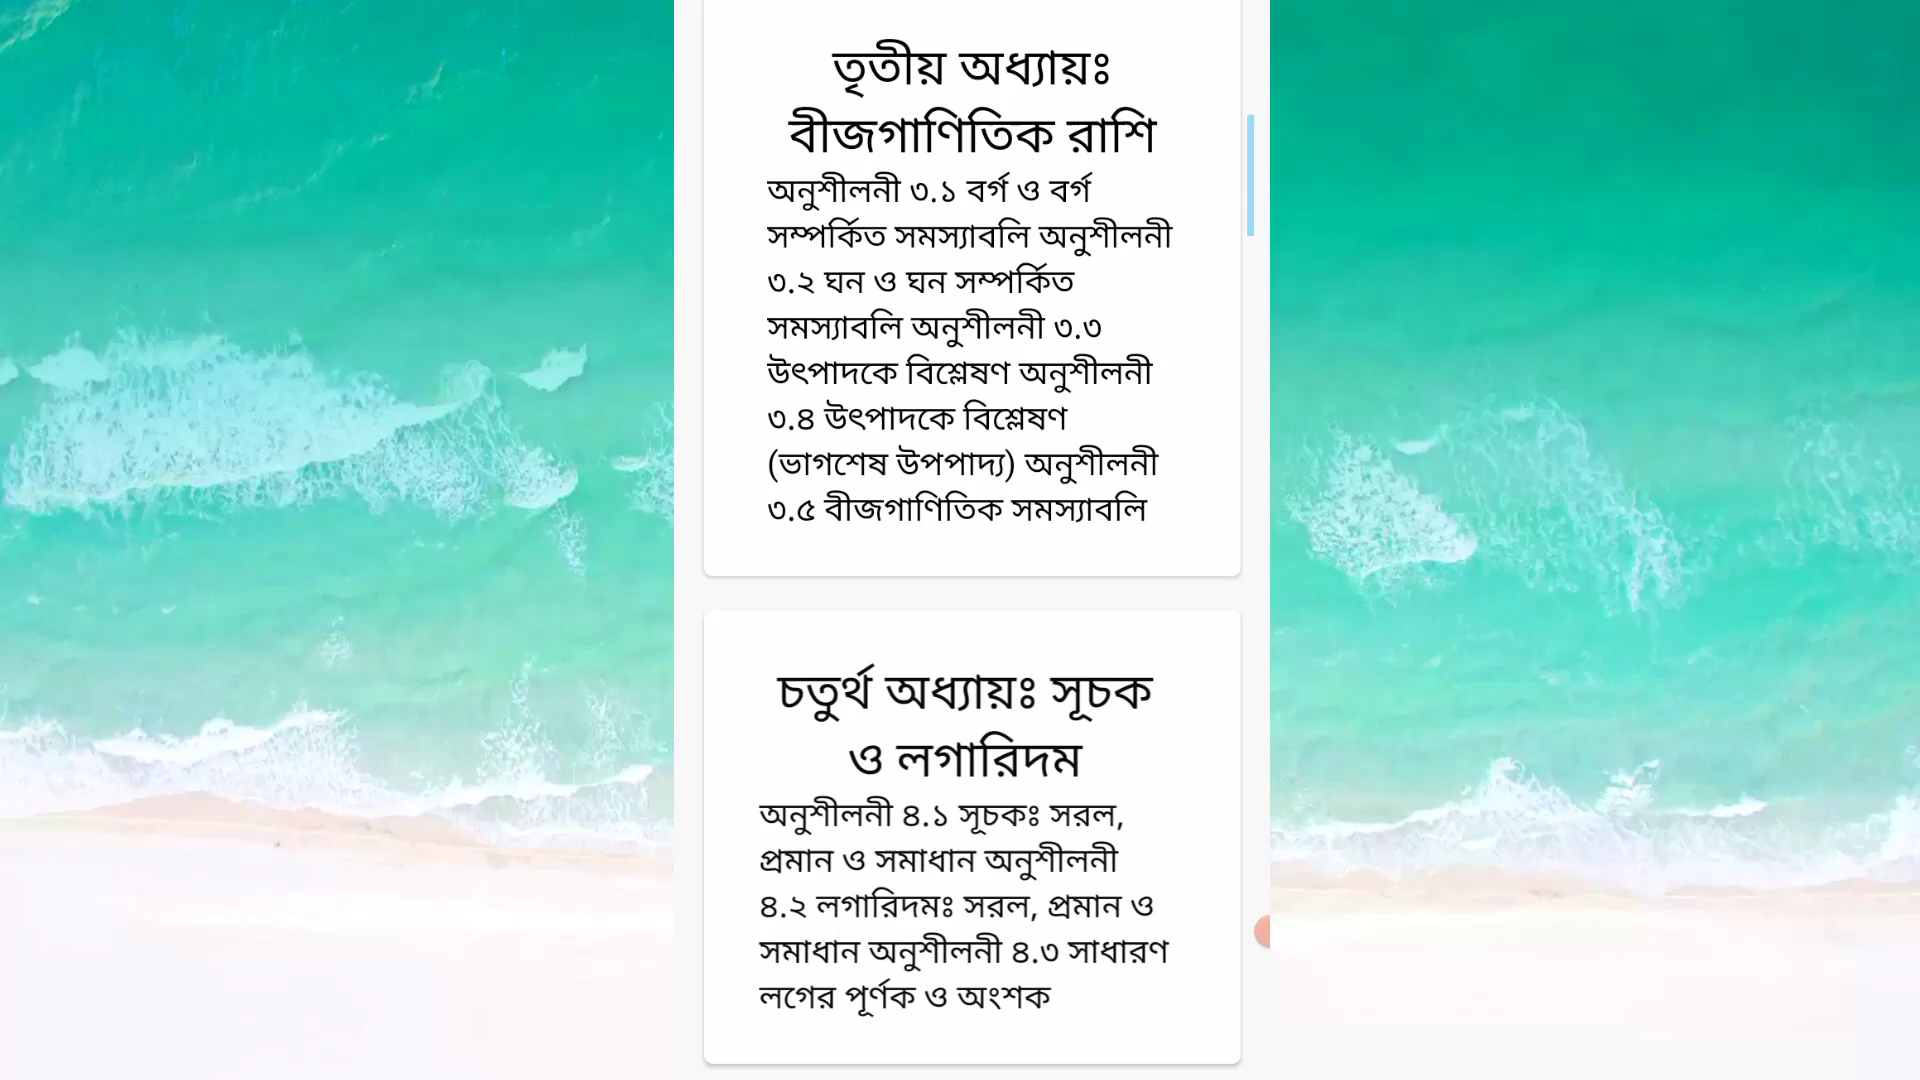 তৃতীয় অধ্যায়ঃ
বীজগাণিতিক রাশি
অনুশীলনী ৩.১ বর্গ ও বর্গ
সম্পর্কিত সমস্যাবলি অনুশীলনী
৩.২ ঘন ও ঘন সম্পর্কিত
সমস্যাবলি অনুশীলনী ৩.৩
উৎপাদকে বিশ্লেষণ অনুশীলনী
৩.৪ উৎপাদকে বিশ্লেষণ
(ভাগশেষ উপপাদ্য) অনুশীলনী
৩.৫ বীজগাণিতিক সমস্যাবলি
চতুর্থ অধ্যায়ঃ সূচক
ও লগারিদম
অনুশীলনী ৪.১ সূচকঃ সরল,
প্রমান ও সমাধান অনুশীলনী
৪.২ লগারিদমঃ সরল, প্রমান ও
সমাধান অনুশীলনী ৪.৩ সাধারণ
লগের পূর্ণক ও অংশক